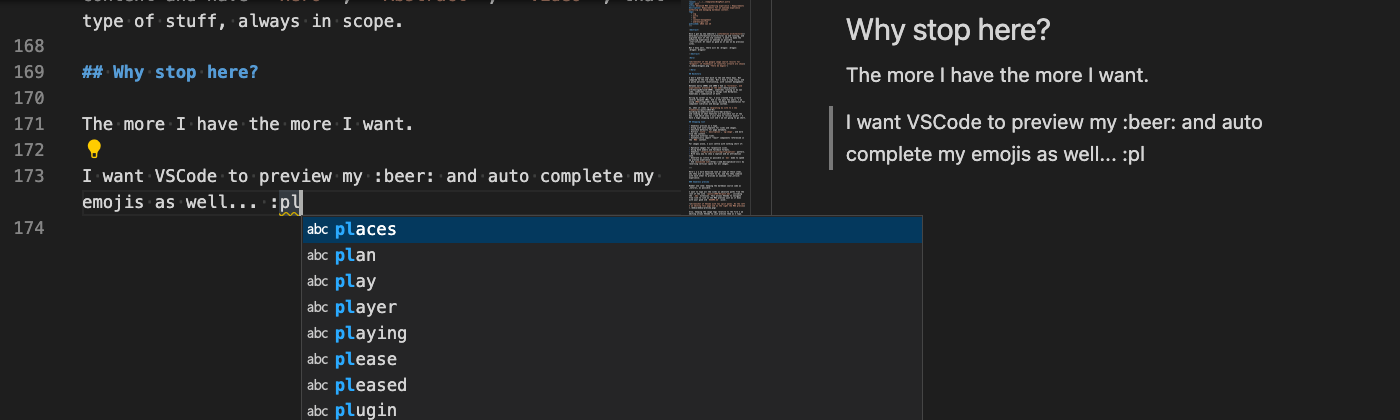 type of stuff, always in scope.
168
169 ## Why stop here?
170
171 The more I have the more I want.
172
173 I want VSCode to preview my :beer: and auto complete my
emojis as well... :pl
174
abc places
abc plan
abc play
abc player
abc playing
abc please
abc pleased
abc plugin
Why stop here?
The more I have the more I want.
I want VSCode to preview my :beer: and auto
complete my emojis as well... :pl